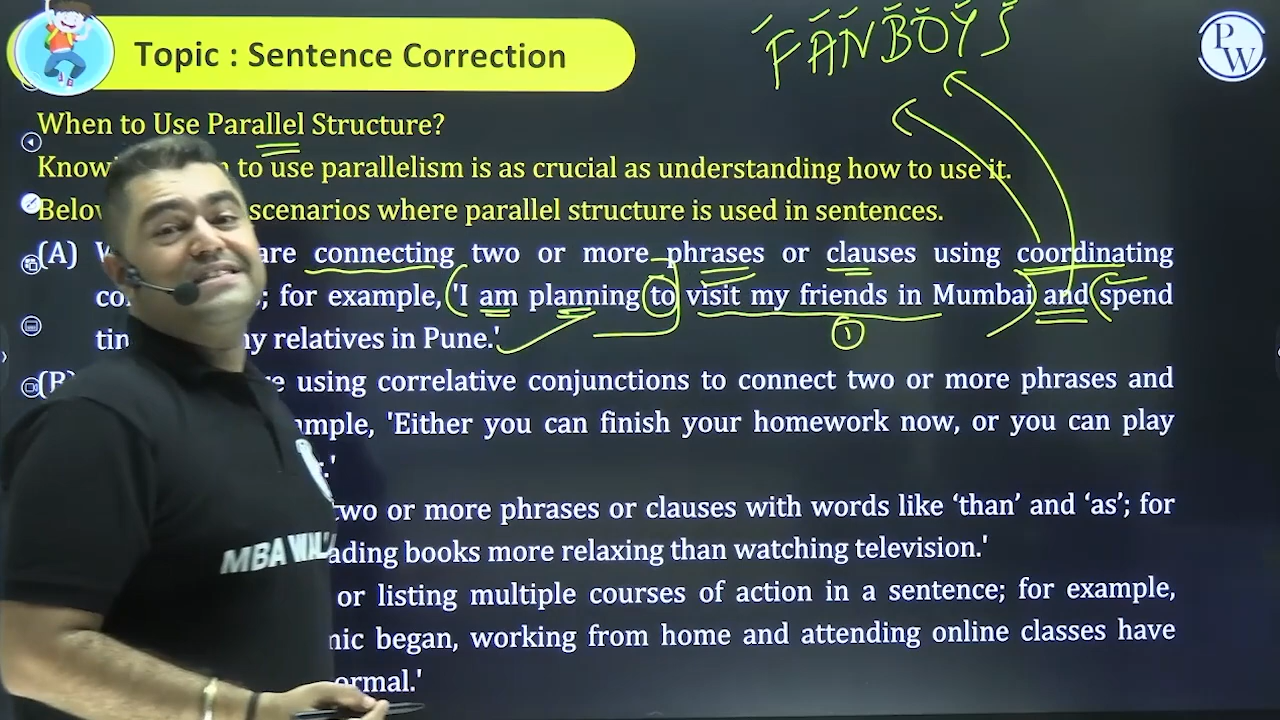 Topic : Sentence Correction
FANBOYS
PW
When to Use Parallel Structure?
to use parallelism is as crucial as understanding how to use it.
scenarios where parallel structure is used in sentences.
(A) are connecting two or more phrases or clauses using coordinating
; for example, 'I am planning to visit my friends in Mumbai and spend
relatives in Pune.'
1
(B) using correlative conjunctions to connect two or more phrases and
'Either you can finish your homework now, or you can play
two or more phrases or clauses with words like ‘than’ and ‘as’; for
books more relaxing than watching television.'
MBA WALLAH
or listing multiple courses of action in a sentence; for example,
began, working from home and attending online classes have